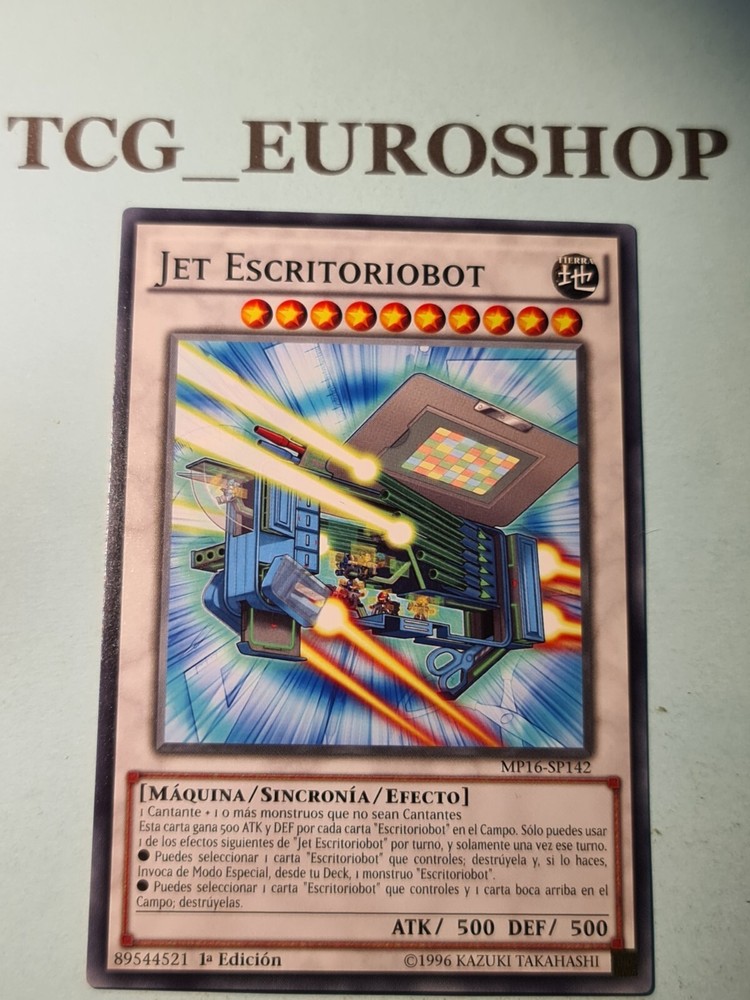 TCG_EUROSHOP
JET ESCRITORIOBOT
TIERRA
地
MP16-SP142
[MÁQUINA/SINCRONÍA/EFECTO]
1 Cantante + 1 o más monstruos que no sean Cantantes
Esta carta gana 500 ATK y DEF por cada carta "Escritoriobot" en el Campo. Sólo puedes usar
1 de los efectos siguientes de "Jet Escritoriobot" por turno, y solamente una vez ese turno.
● Puedes seleccionar 1 carta "Escritoriobot" que controles; destrúyela y, si lo haces,
Invoca de Modo Especial, desde tu Deck, 1 monstruo "Escritoriobot".
● Puedes seleccionar 1 carta "Escritoriobot" que controles y 1 carta boca arriba en el
Campo; destrúyelas.
ATK/ 500 DEF/ 500
89544521 1ª Edición ©1996 KAZUKI TAKAHASHI